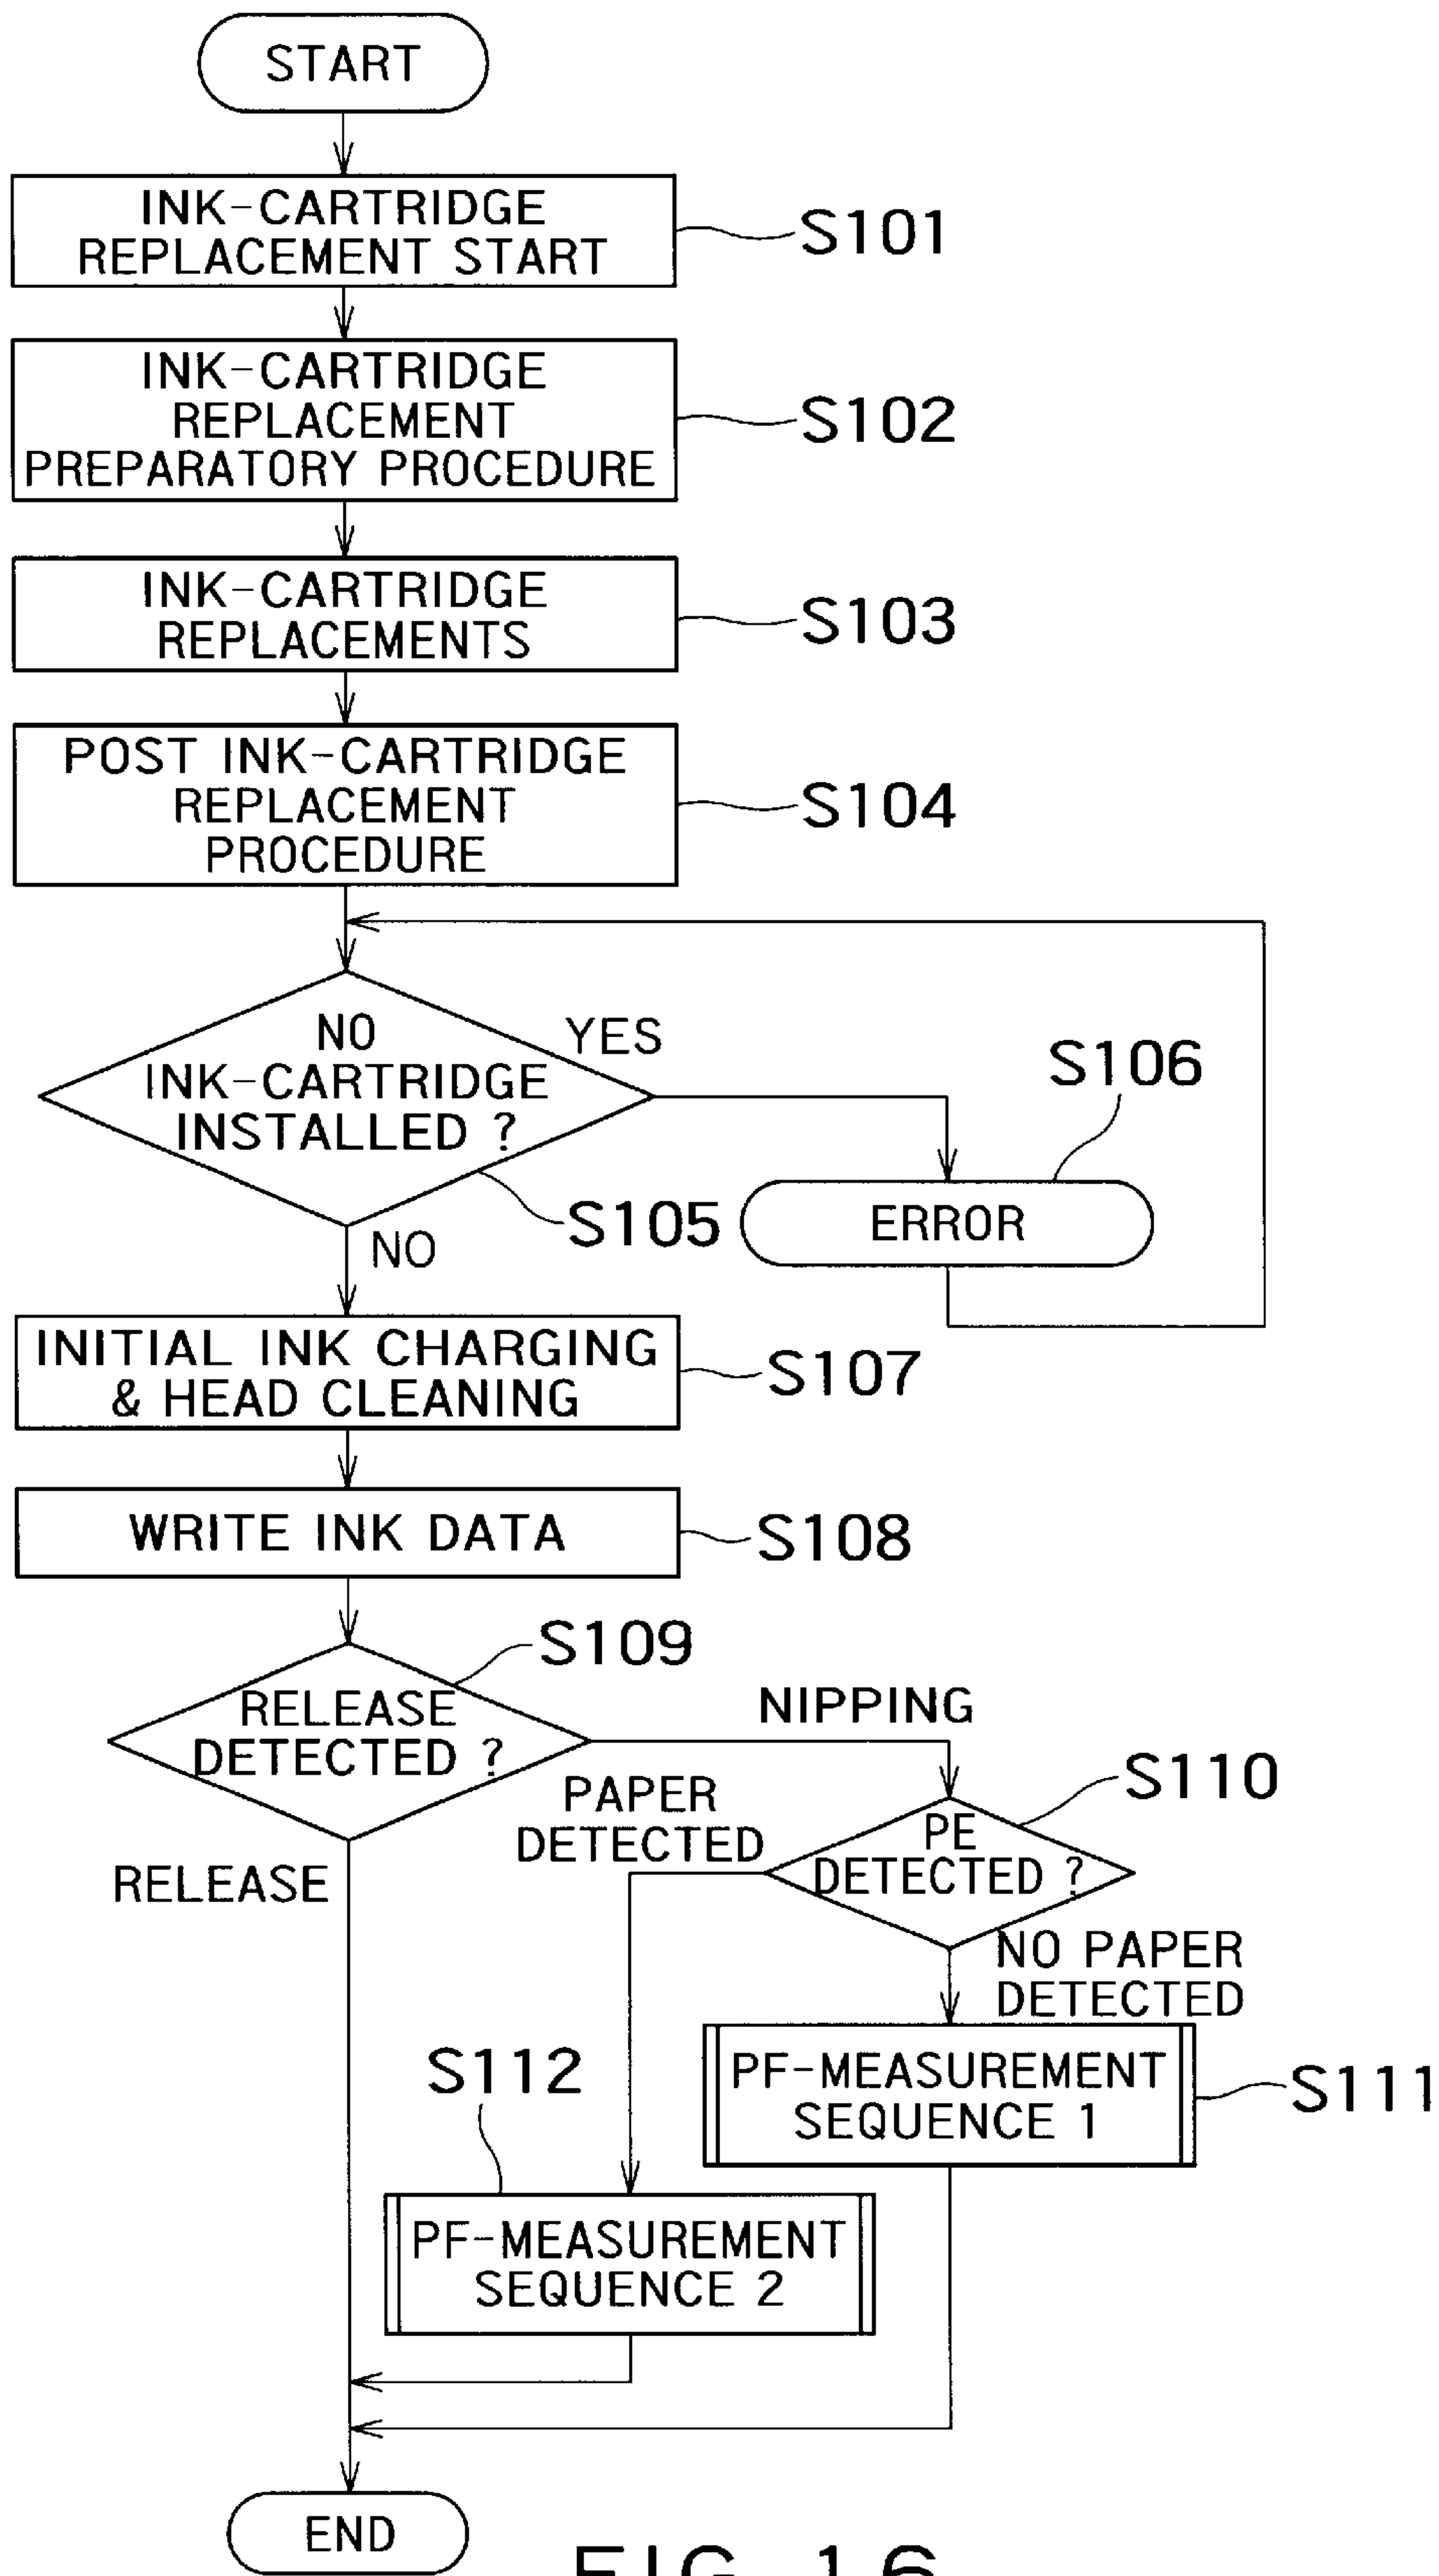 START
INK-CARTRIDGE
REPLACEMENT START
S101
INK-CARTRIDGE
REPLACEMENT
PREPARATORY PROCEDURE
S102
INK-CARTRIDGE
REPLACEMENTS
S103
POST INK-CARTRIDGE
REPLACEMENT
PROCEDURE
S104
NO
INK-CARTRIDGE
INSTALLED ?
YES
S106
S105
ERROR
NO
INITIAL INK CHARGING
& HEAD CLEANING
S107
WRITE INK DATA
S108
S109
RELEASE
DETECTED ?
NIPPING
S110
PAPER
DETECTED
PE
DETECTED ?
RELEASE
NO PAPER
DETECTED
S112
PF-MEASUREMENT
SEQUENCE 1
S111
PF-MEASUREMENT
SEQUENCE 2
END
FIG.16